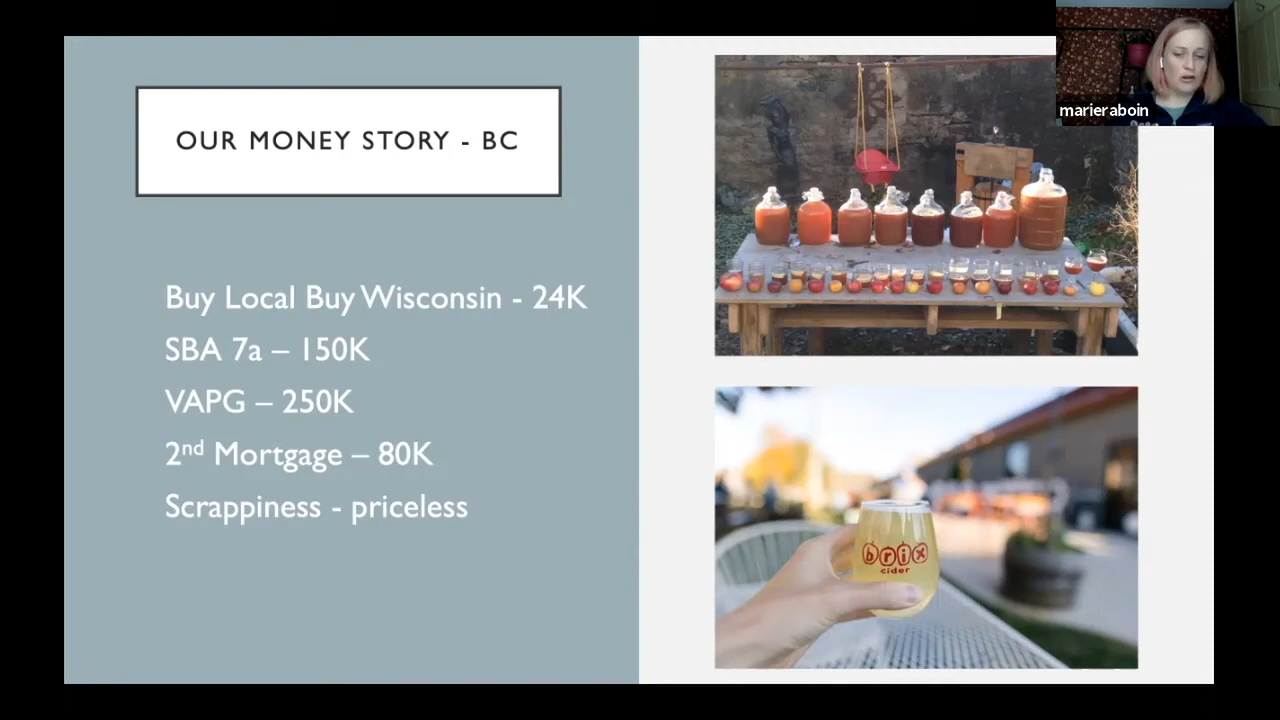 OUR MONEY STORY - BC
Buy Local Buy Wisconsin - 24K
SBA 7a – 150K
VAPG – 250K
2nd Mortgage – 80K
Scrappiness - priceless
marieraboin
brix
cider